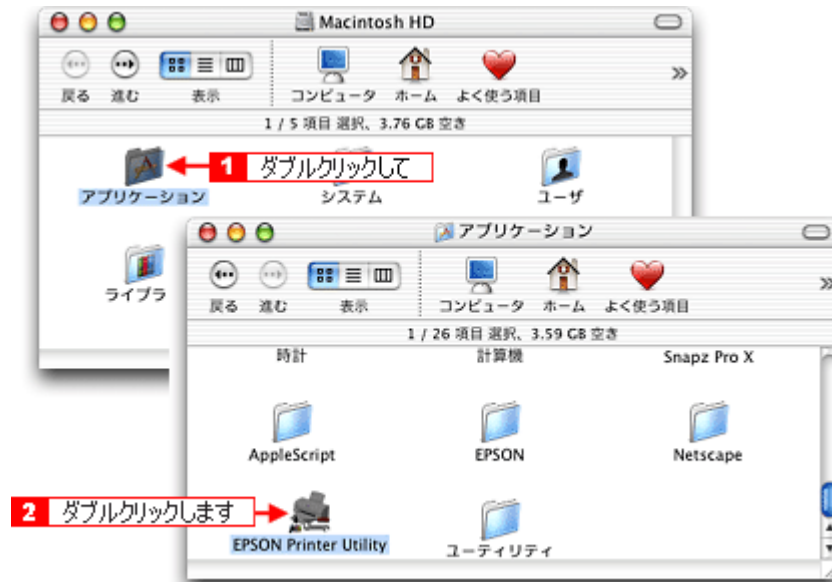 Macintosh HD
戻る 進む 表示 コンピュータ ホーム よく使う項目
1 / 5 項目 選択、3.76 GB 空き
1 ダブルクリックして
アプリケーション システム ユーザ
ライブラ
アプリケーション
戻る 進む 表示 コンピュータ ホーム よく使う項目
1 / 26 項目 選択、3.59 GB 空き
時計 計算機 Snapz Pro X
AppleScript EPSON Netscape
2 ダブルクリックします
EPSON Printer Utility ユーティリティ